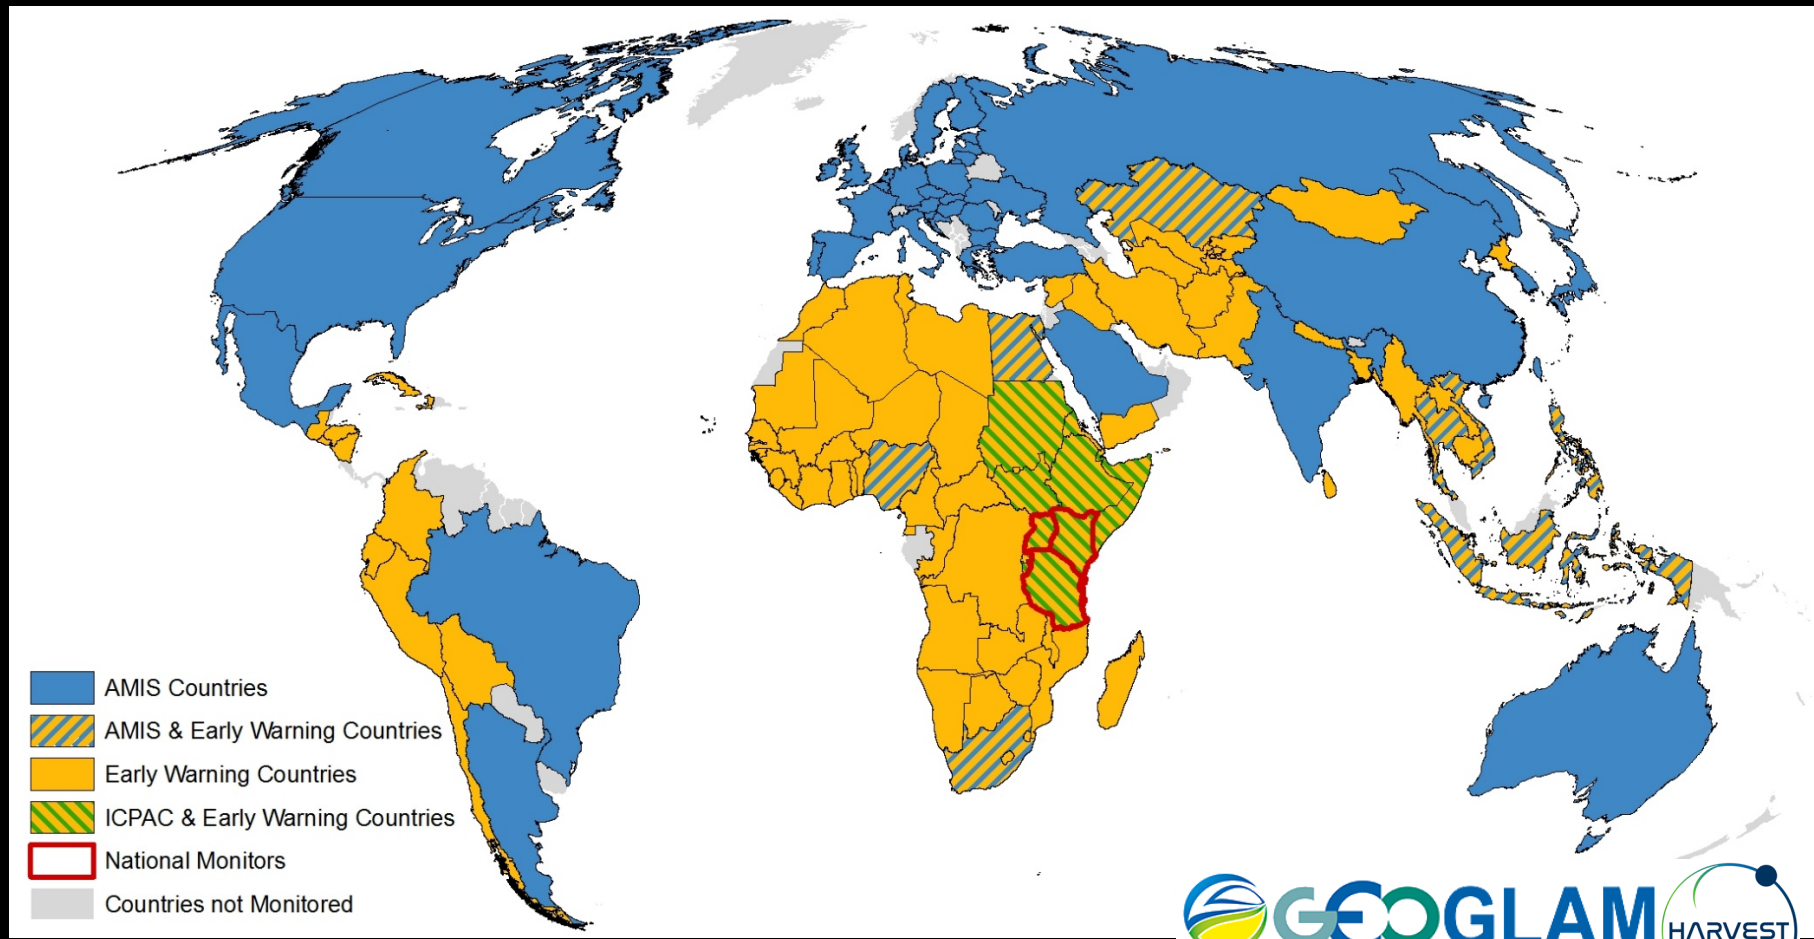 AMIS Countries
AMIS & Early Warning Countries
Early Warning Countries
ICPAC & Early Warning Countries
National Monitors
Countries not Monitored
GEOGLAM
HARVEST